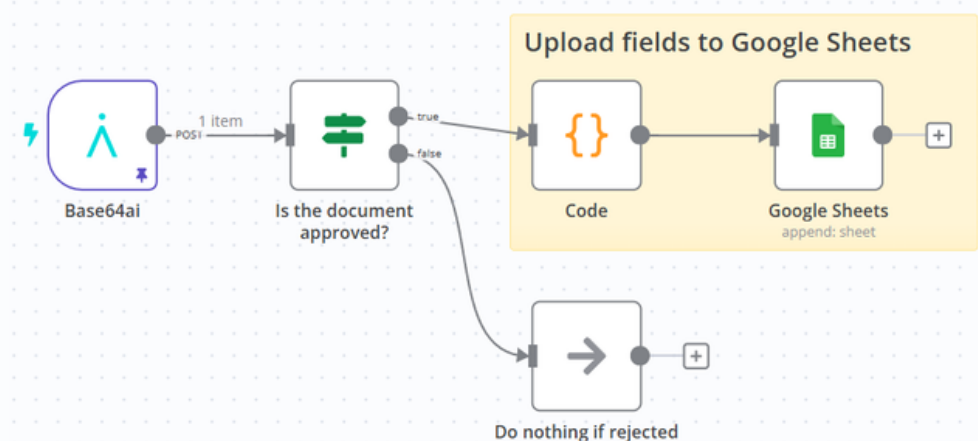 Upload fields to Google Sheets
1 item
POST
true
false
Base64ai
Is the document
approved?
{}
Code
Google Sheets
append: sheet
Do nothing if rejected